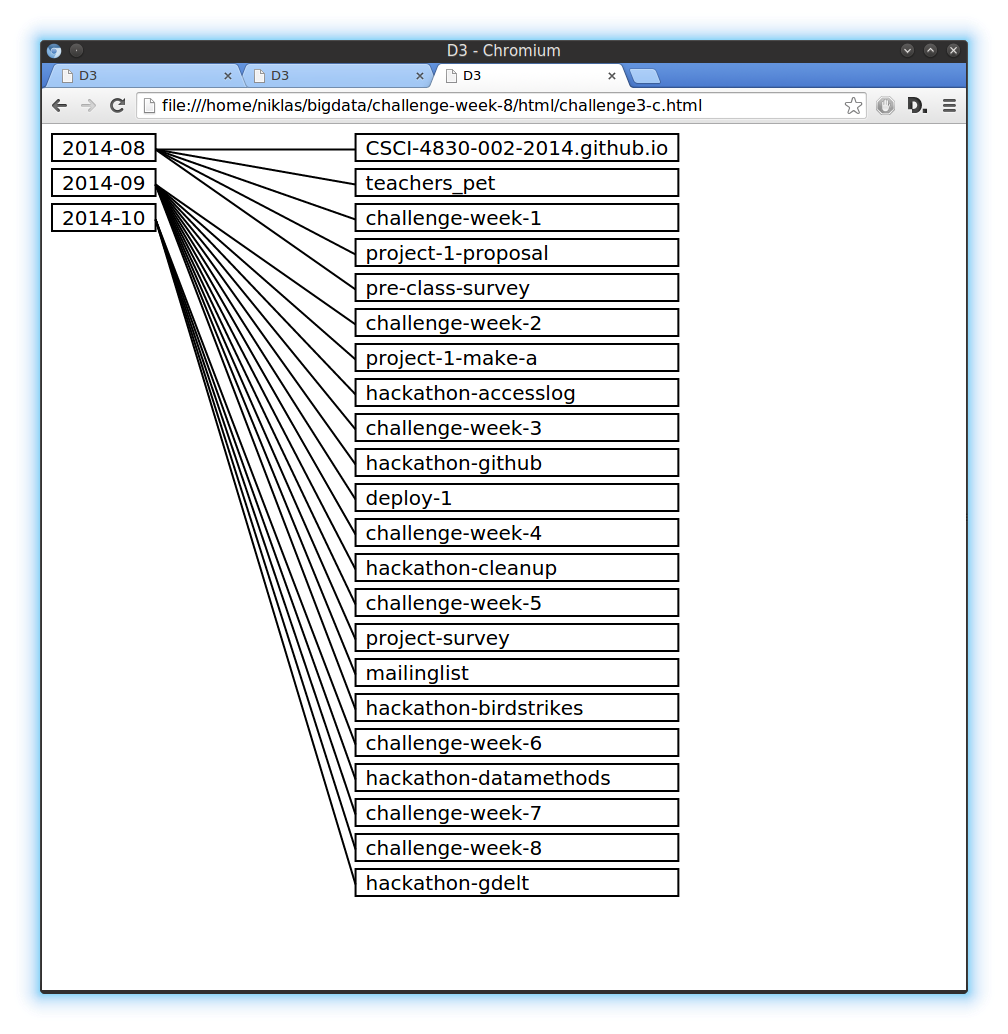 D3 - Chromium
D3 D3 D3
file:///home/niklas/bigdata/challenge-week-8/html/challenge3-c.html
D.
2014-08 CSCI-4830-002-2014.github.io
2014-09 teachers_pet
2014-10 challenge-week-1
project-1-proposal
pre-class-survey
challenge-week-2
project-1-make-a
hackathon-accesslog
challenge-week-3
hackathon-github
deploy-1
challenge-week-4
hackathon-cleanup
challenge-week-5
project-survey
mailinglist
hackathon-birdstrikes
challenge-week-6
hackathon-datamethods
challenge-week-7
challenge-week-8
hackathon-gdelt